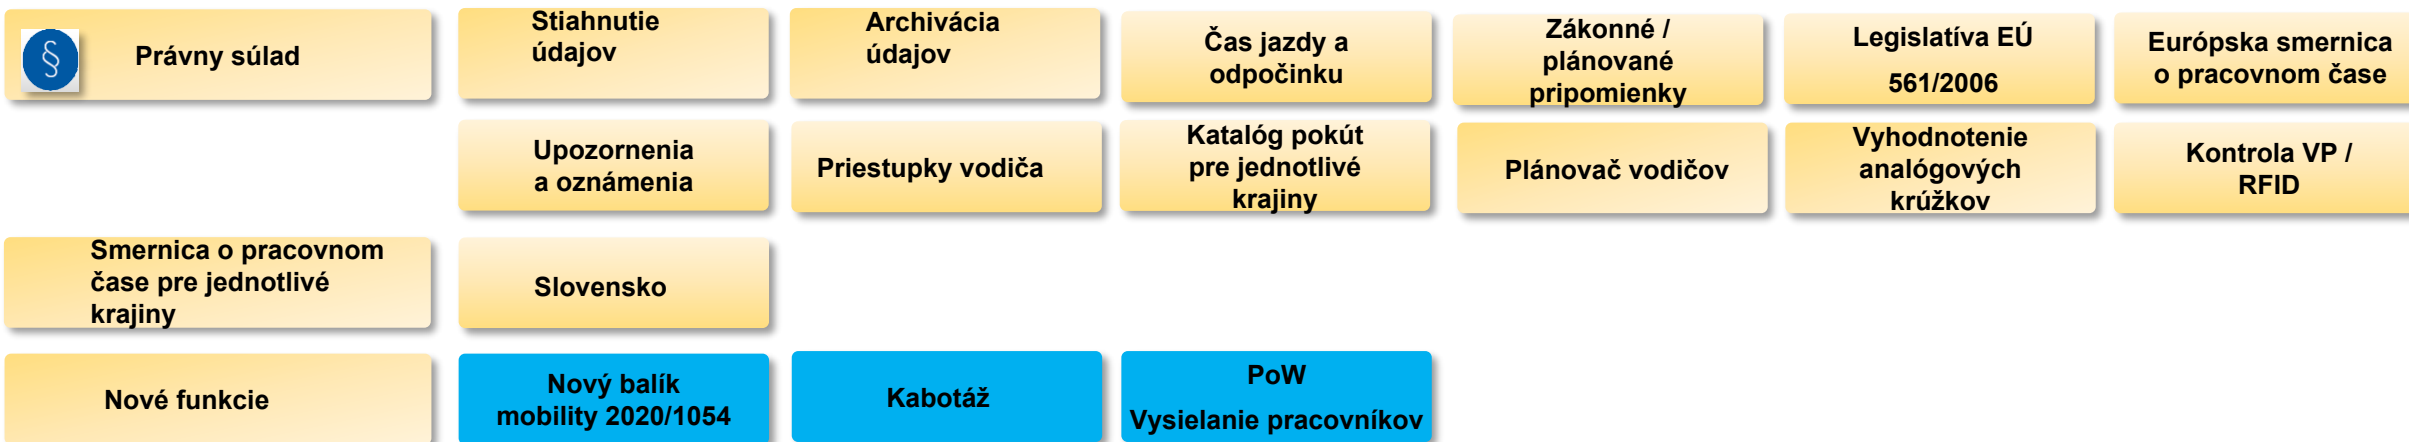 §
Právny súlad
Stiahnutie
údajov
Archivácia
údajov
Čas jazdy a
odpočinku
Zákonné /
plánované
pripomienky
Legislatíva EÚ
561/2006
Európska smernica
o pracovnom čase
Upozornenia
a oznámenia
Priestupky vodiča
Katalóg pokút
pre jednotlivé
krajiny
Plánovač vodičov
Vyhodnotenie
analógových
krúžkov
Kontrola VP /
RFID
Smernica o pracovnom
čase pre jednotlivé
krajiny
Slovensko
Nové funkcie
Nový balík
mobility 2020/1054
Kabotáž
PoW
Vysielanie pracovníkov